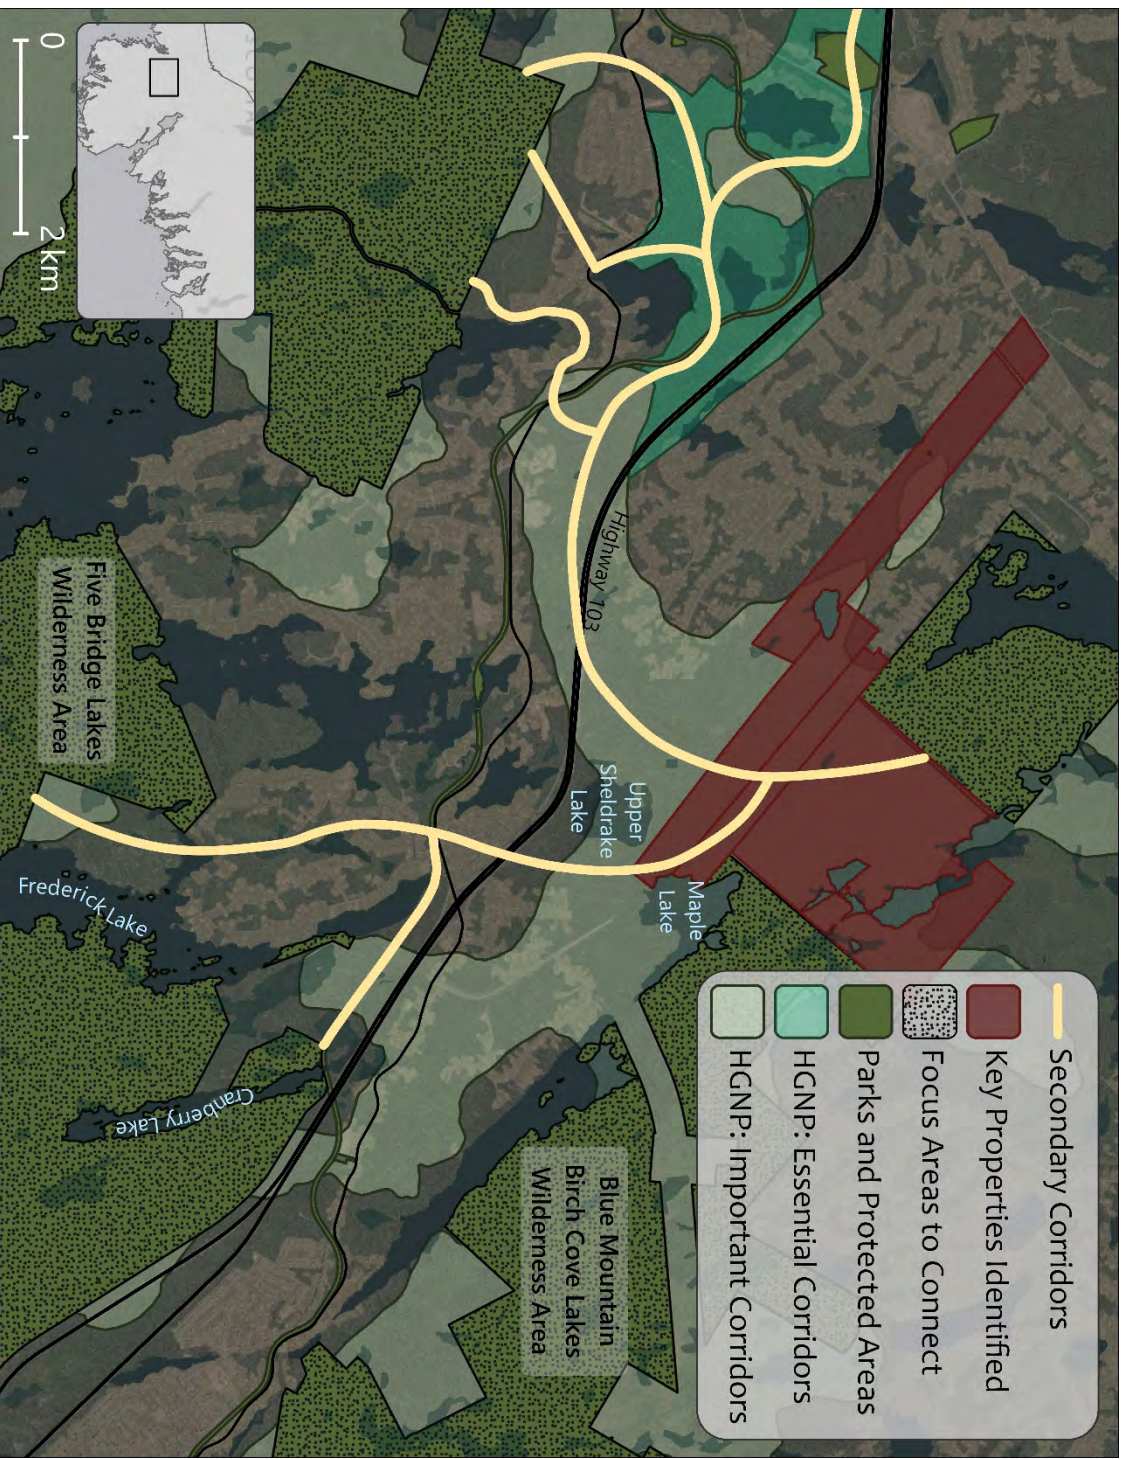 Secondary Corridors
Key Properties Identified
Focus Areas to Connect
Parks and Protected Areas
HGNP: Essential Corridors
HGNP: Important Corridors
Highway 103
Upper
Sheldrake
Lake
Maple
Lake
Blue Mountain
Birch Cove Lakes
Wilderness Area
Five Bridge Lakes
Wilderness Area
Frederick Lake
Cranberry Lake
0 2 km